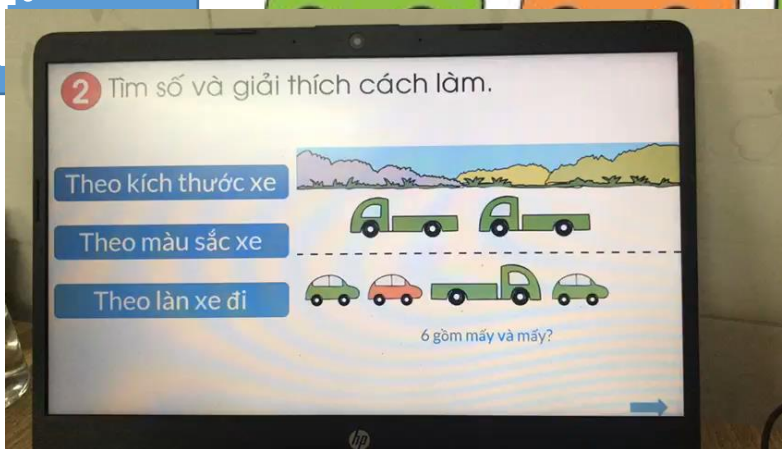 2 Tìm số và giải thích cách làm.
Theo kích thước xe
Theo màu sắc xe
Theo làn xe đi
6 gồm mấy và mấy?
hp